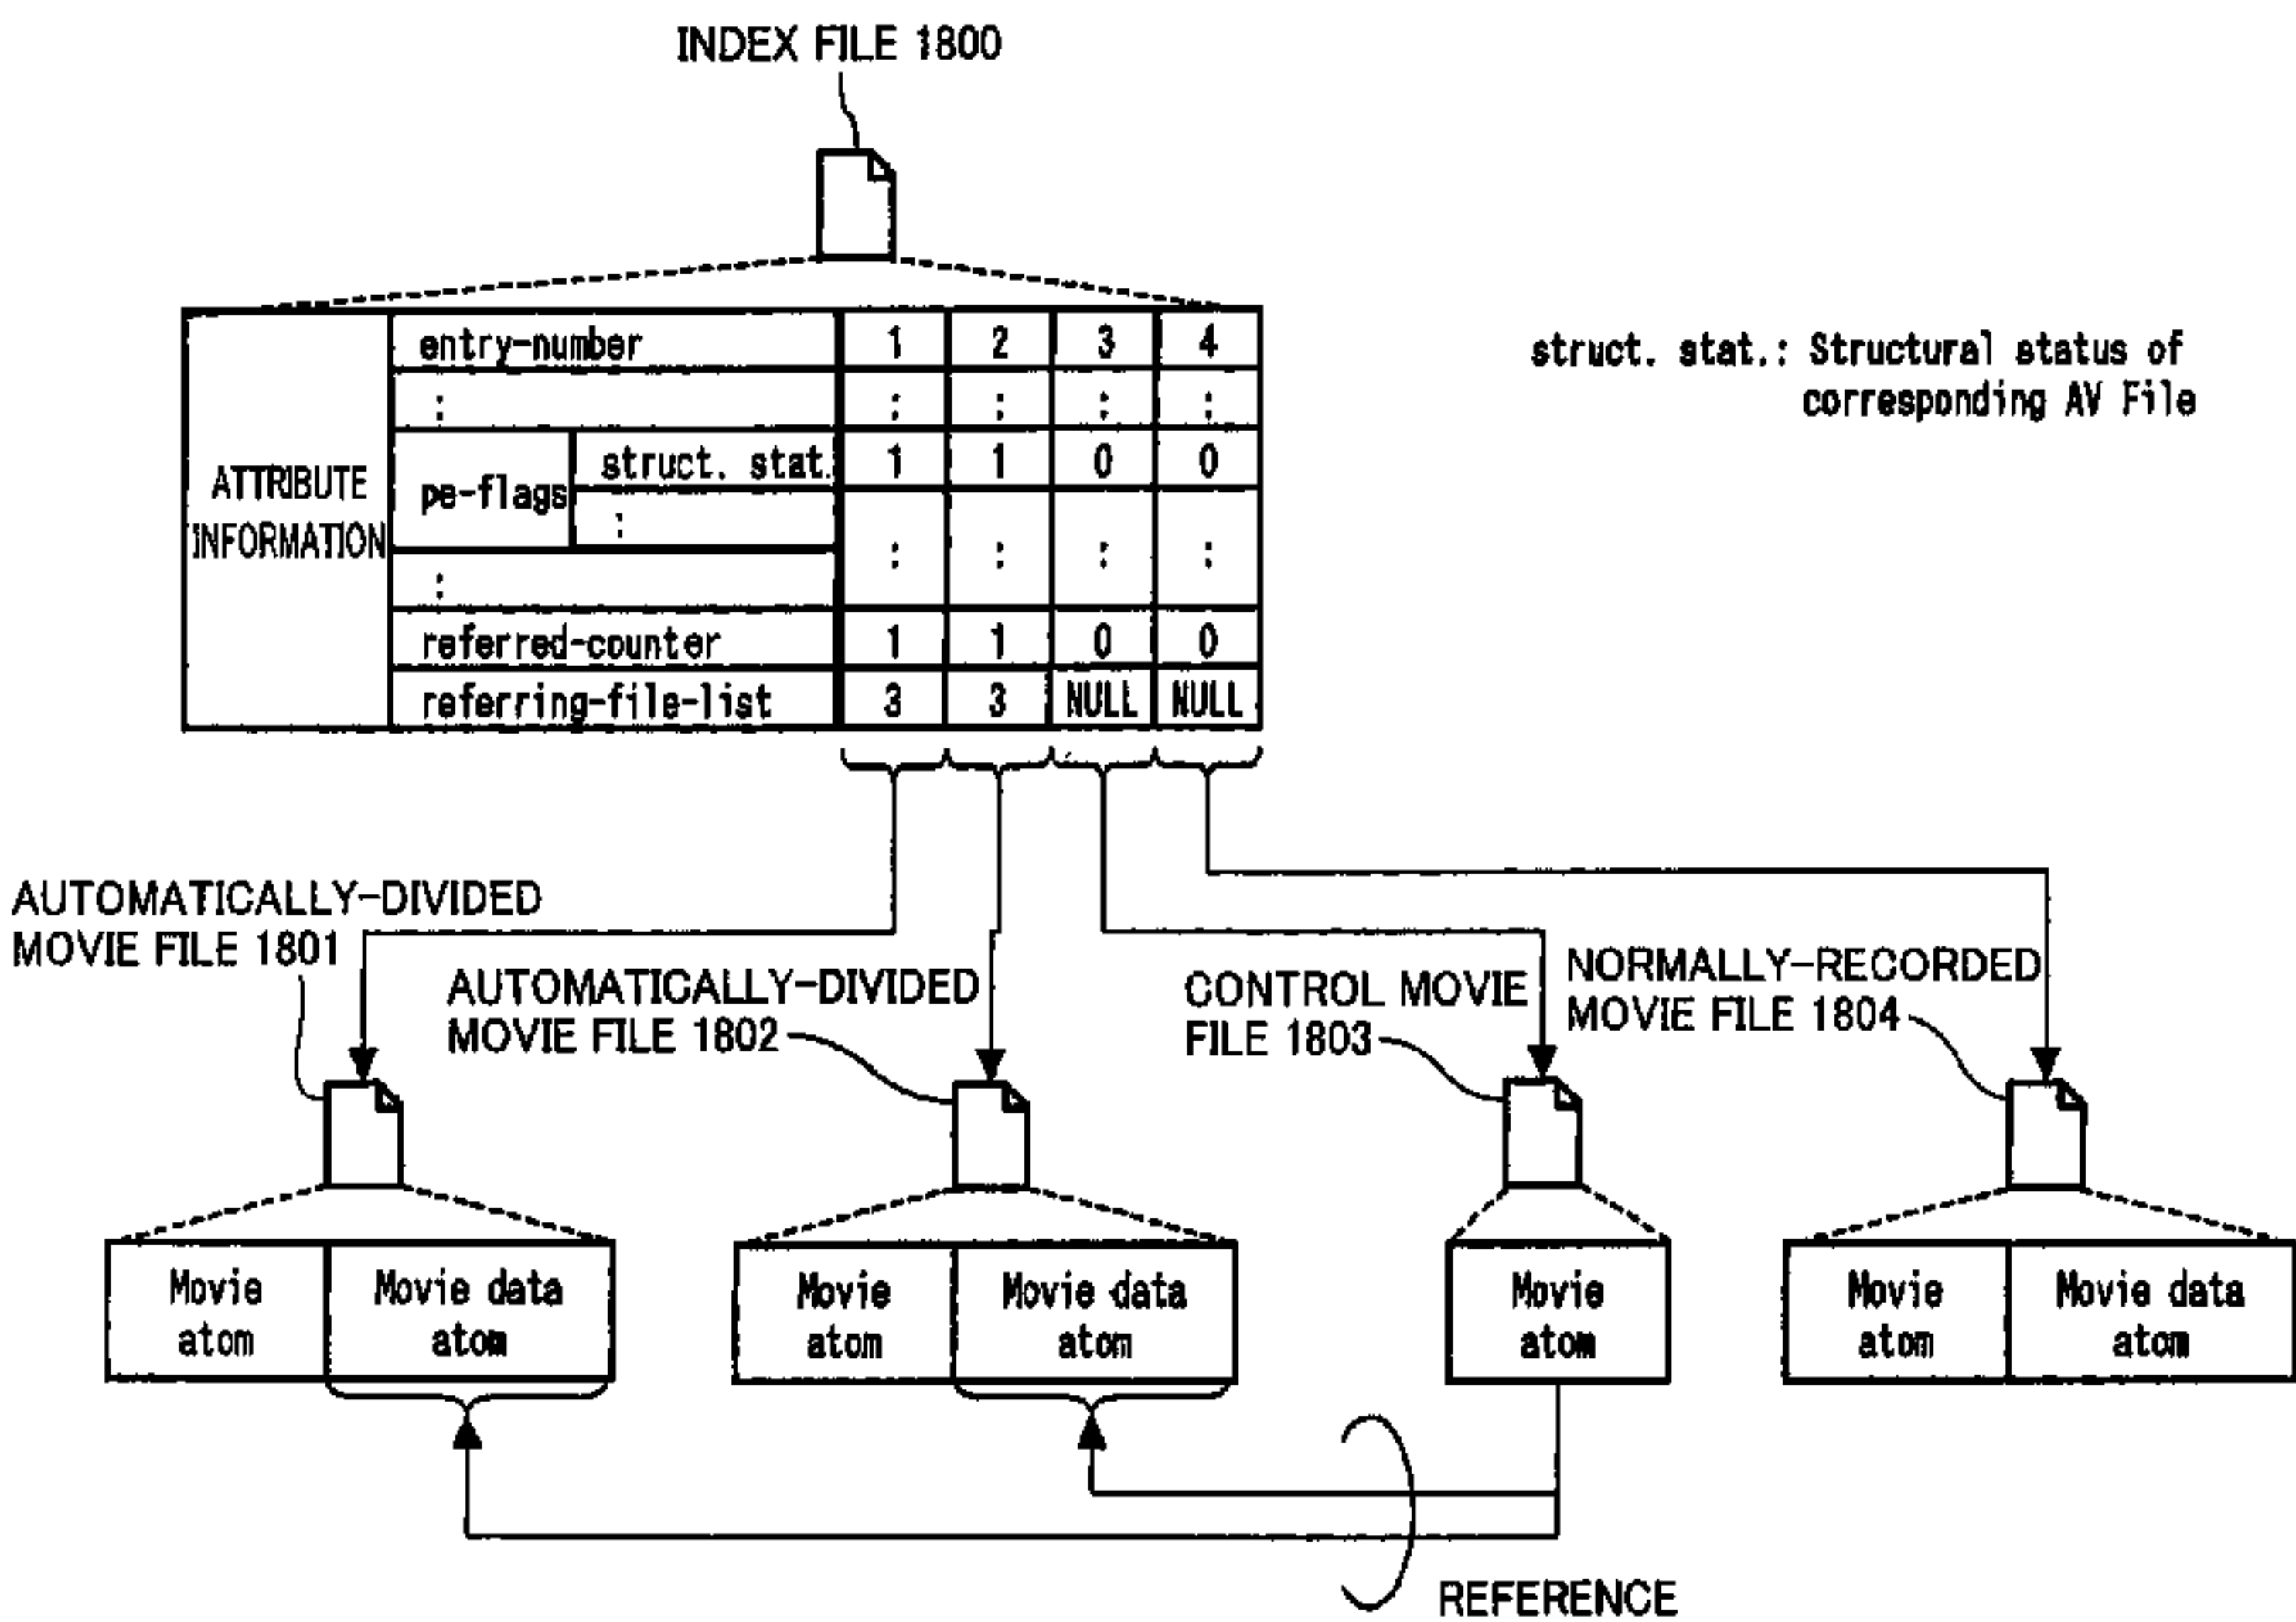 INDEX FILE 1800
entry-number 1 2 3 4
: : : : :
struct. stat.: Structural status of
corresponding AV File
ATTRIBUTE
INFORMATION
pe-flags
struct. stat. 1 1 0 0
:
: : : :
:
referred-counter 1 1 0 0
referring-file-list 3 3 NULL NULL
AUTOMATICALLY-DIVIDED
MOVIE FILE 1801
AUTOMATICALLY-DIVIDED
MOVIE FILE 1802
CONTROL MOVIE
FILE 1803
NORMALLY-RECORDED
MOVIE FILE 1804
Movie
atom
Movie data
atom
Movie
atom
Movie data
atom
Movie
atom
Movie
atom
Movie data
atom
REFERENCE